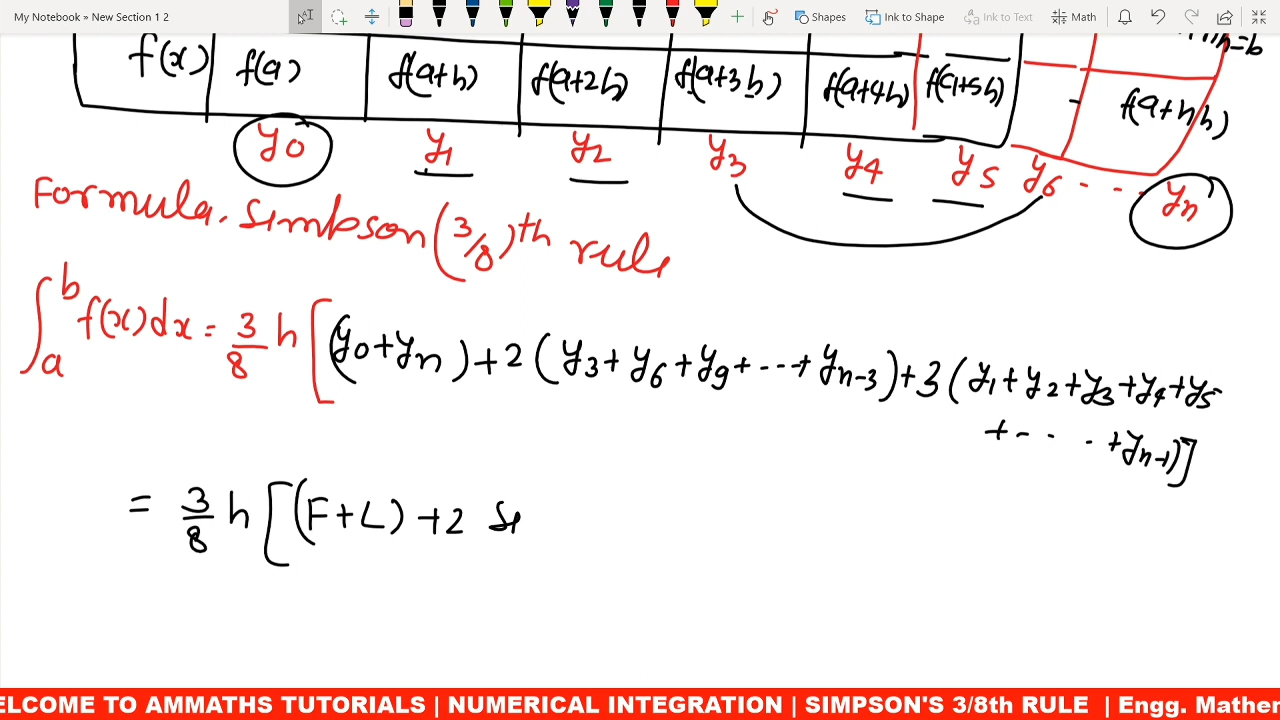 My Notebook » New Section 1 2
Shapes Ink to Shape Ink to Text Math
f(x) f(a) f(a+h) f(a+2h) f(a+3h) f(a+4h) f(a+5h) - f(a+nh)
=b
y0 y1 y2 y3 y4 y5 y6 - - - yn
Formula. Simpson (3/8)th rule
∫_a^b f(x)dx = 3/8 h [(y0+yn)+2(y3+y6+y9+---+yn-3)+3(y1+y2+y3+y4+y5
+- - - +yn-1)]
= 3/8 h [(F+L)+2 Se
ELCOME TO AMMATHS TUTORIALS | NUMERICAL INTEGRATION | SIMPSON'S 3/8th RULE | Engg. Mather